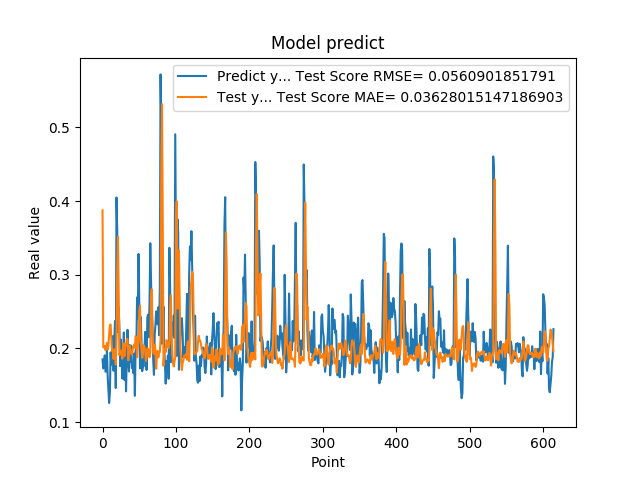 Model predict
Predict y... Test Score RMSE= 0.0560901851791
Test y... Test Score MAE= 0.03628015147186903
Real value
0.5
0.4
0.3
0.2
0.1
0 100 200 300 400 500 600
Point